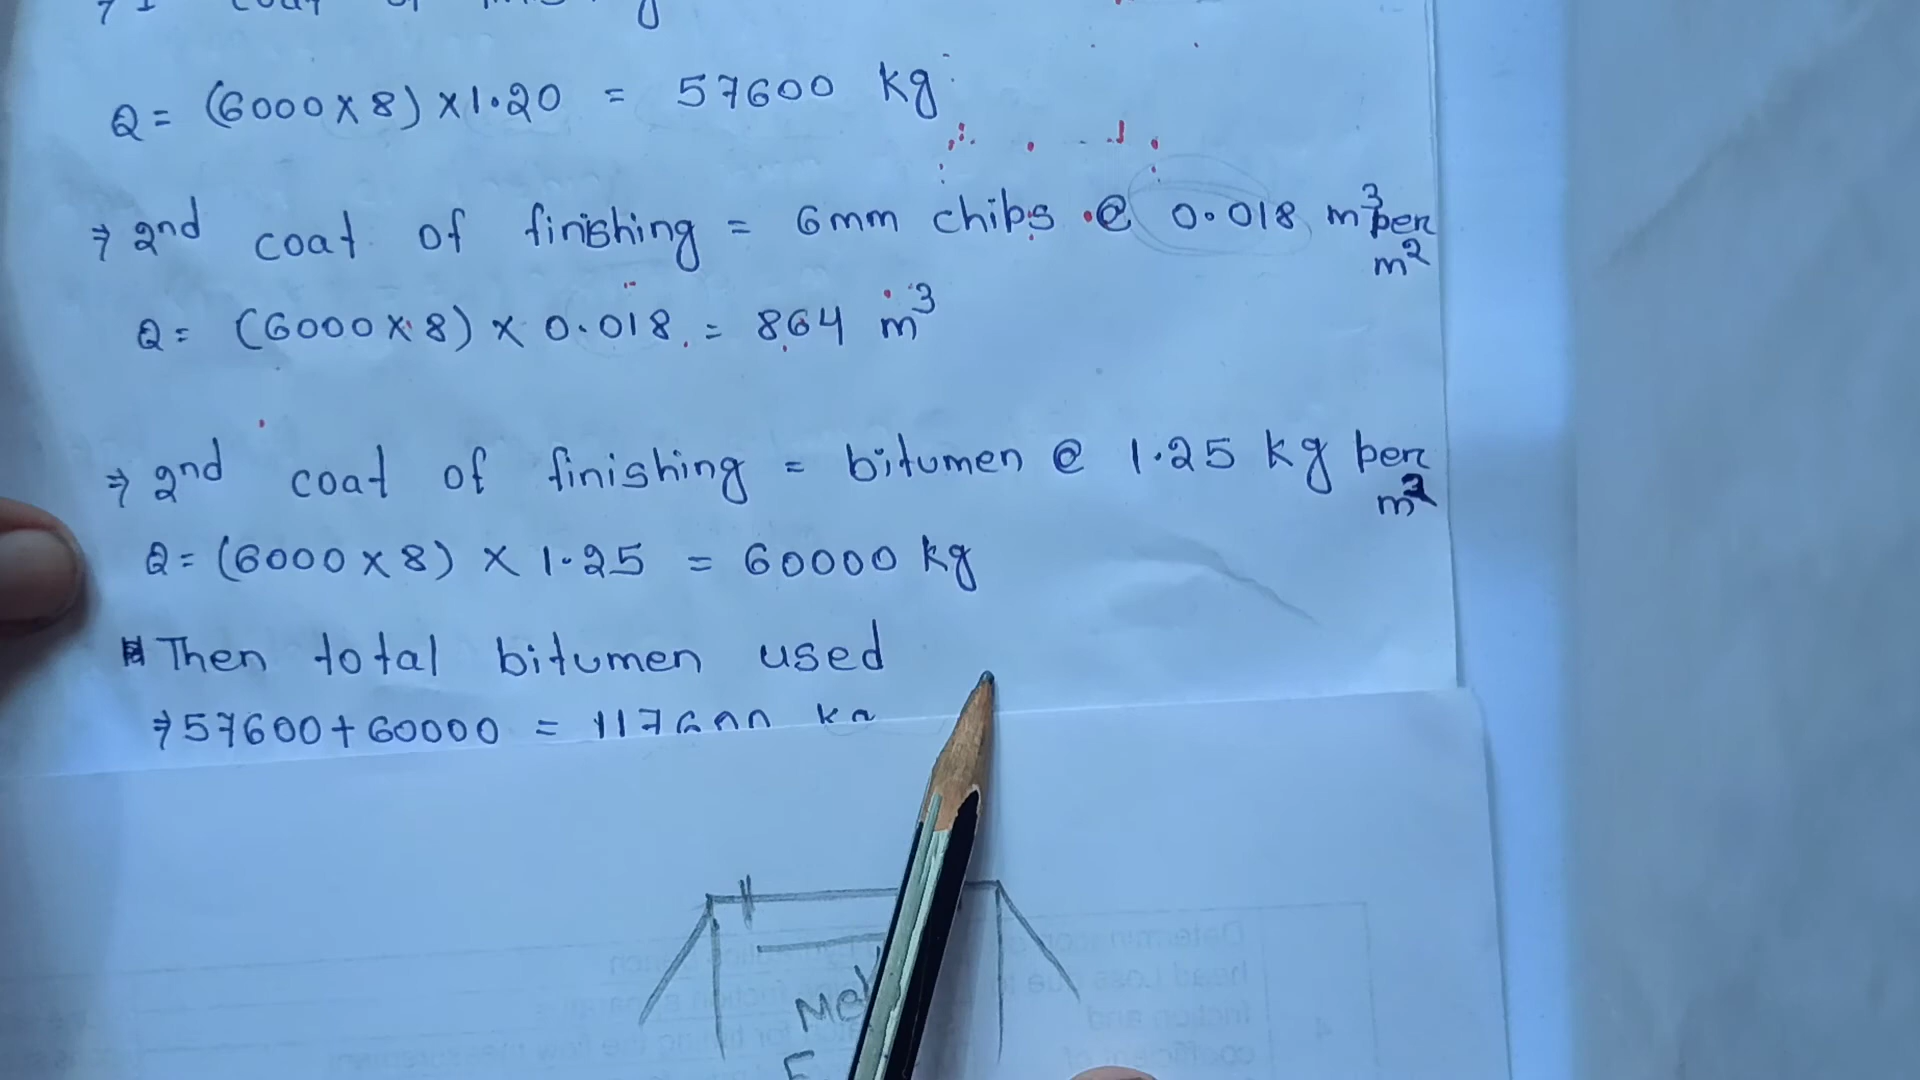 Q = (6000 x 8) x 1.20 = 57600 kg
⇒ 2nd coat of finishing = 6mm chibs @ 0.018 m³ per m²
Q = (6000 x 8) x 0.018 = 864 m³
⇒ 2nd coat of finishing = bitumen @ 1.25 kg per m²
Q = (6000 x 8) x 1.25 = 60000 kg
Then total bitumen used
⇒ 57600 + 60000 = 117600 kg